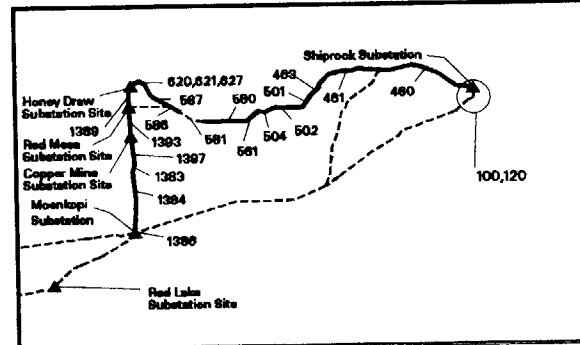 Shiprook Substation
463
620,621,627
501
Honey Draw
Substation Site
567
560
461
460
1389
586
561
504
502
Red Mesa
Substation Site
1393
561
1397
Copper Mine
Substation Site
1383
100,120
1384
Moenkopi
Substation
1386
Red Lake
Substation Site